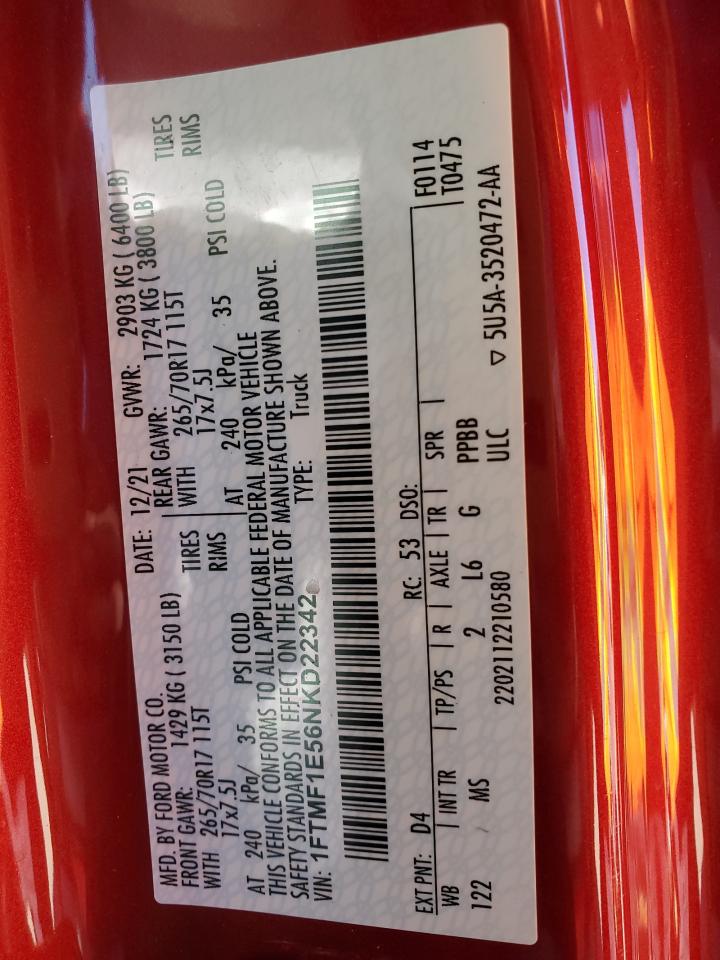 MFD. BY FORD MOTOR CO.
DATE: 12/21 GVWR: 2903 KG ( 6400 LB)
FRONT GAWR: 1429 KG ( 3150 LB)
REAR GAWR: 1724 KG ( 3800 LB)
WITH 265/70R17 115T TIRES
WITH 265/70R17 115T TIRES
17x7.5J RIMS
17x7.5J RIMS
AT 240 kPa/ 35 PSI COLD
AT 240 kPa/ 35 PSI COLD
THIS VEHICLE CONFORMS TO ALL APPLICABLE FEDERAL MOTOR VEHICLE
SAFETY STANDARDS IN EFFECT ON THE DATE OF MANUFACTURE SHOWN ABOVE.
VIN: 1FTMF1E56NKD22342 TYPE: Truck
F0114
EXT PNT: D4 RC: 53 DSO: T0475
WB INT TR TP/PS R AXLE TR SPR
122 MS 2 L6 G PPBB
2202112210580 ULC
▽ 5U5A-3520472-AA